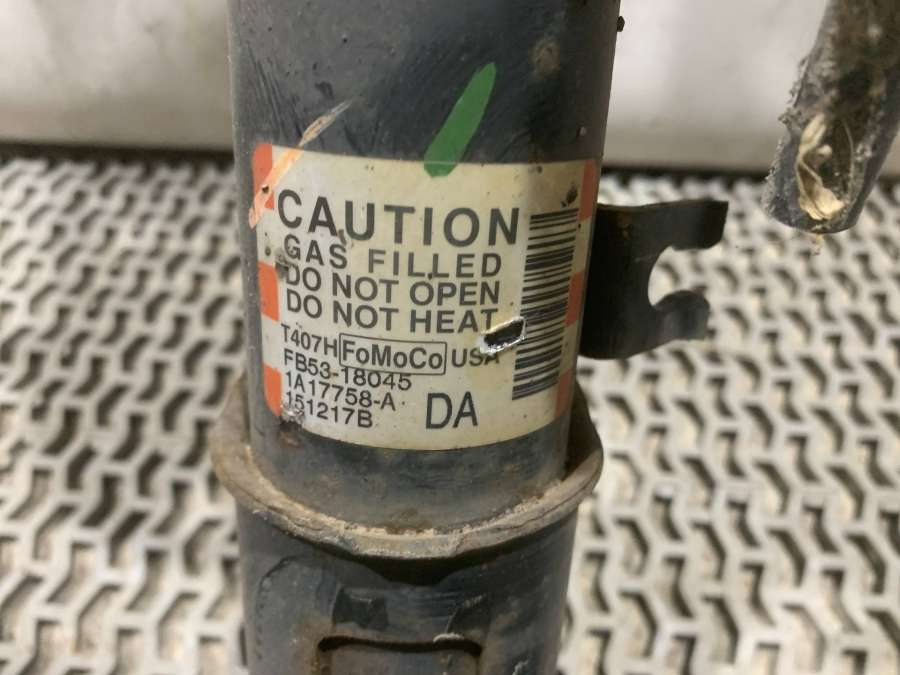 CAUTION
GAS FILLED
DO NOT OPEN
DO NOT HEAT
T407H FoMoCo USA
FB53-18045
1A17758-A
151217B DA